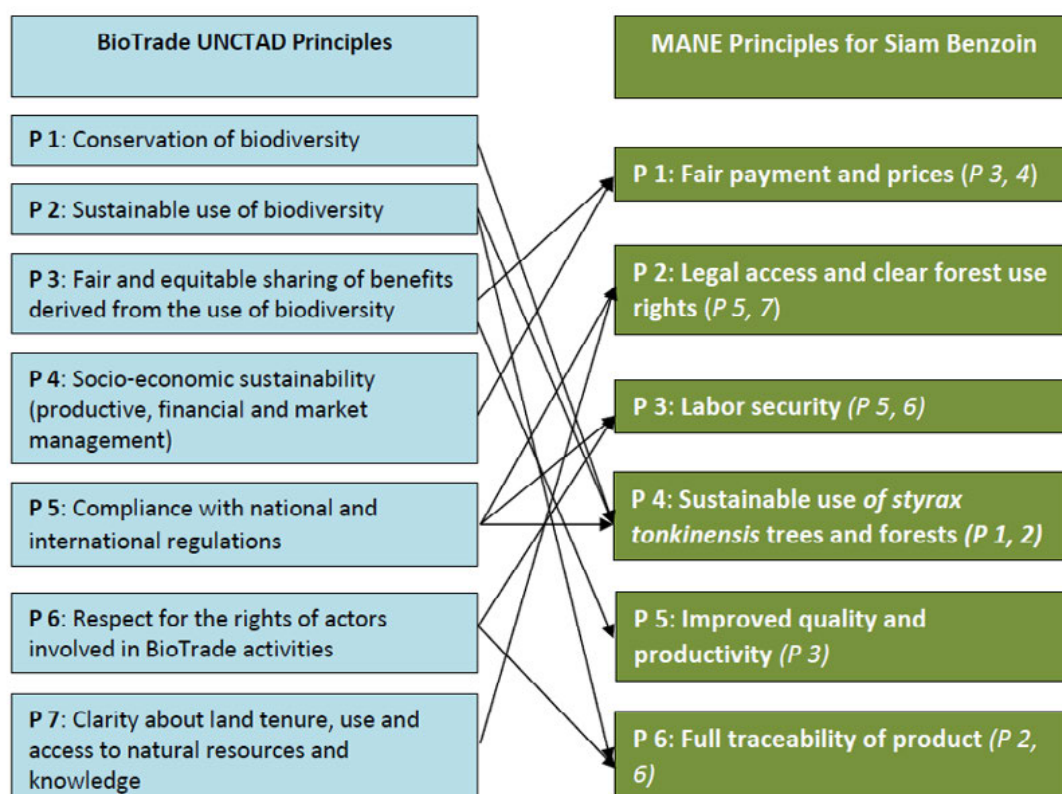 BioTrade UNCTAD Principles
P 1: Conservation of biodiversity
P 2: Sustainable use of biodiversity
P 3: Fair and equitable sharing of benefits
derived from the use of biodiversity
P 4: Socio-economic sustainability
(productive, financial and market
management)
P 5: Compliance with national and
international regulations
P 6: Respect for the rights of actors
involved in BioTrade activities
P 7: Clarity about land tenure, use and
access to natural resources and
knowledge
MANE Principles for Siam Benzoin
P 1: Fair payment and prices (P 3, 4)
P 2: Legal access and clear forest use
rights (P 5, 7)
P 3: Labor security (P 5, 6)
P 4: Sustainable use of styrax
tonkinensis trees and forests (P 1, 2)
P 5: Improved quality and
productivity (P 3)
P 6: Full traceability of product (P 2,
6)